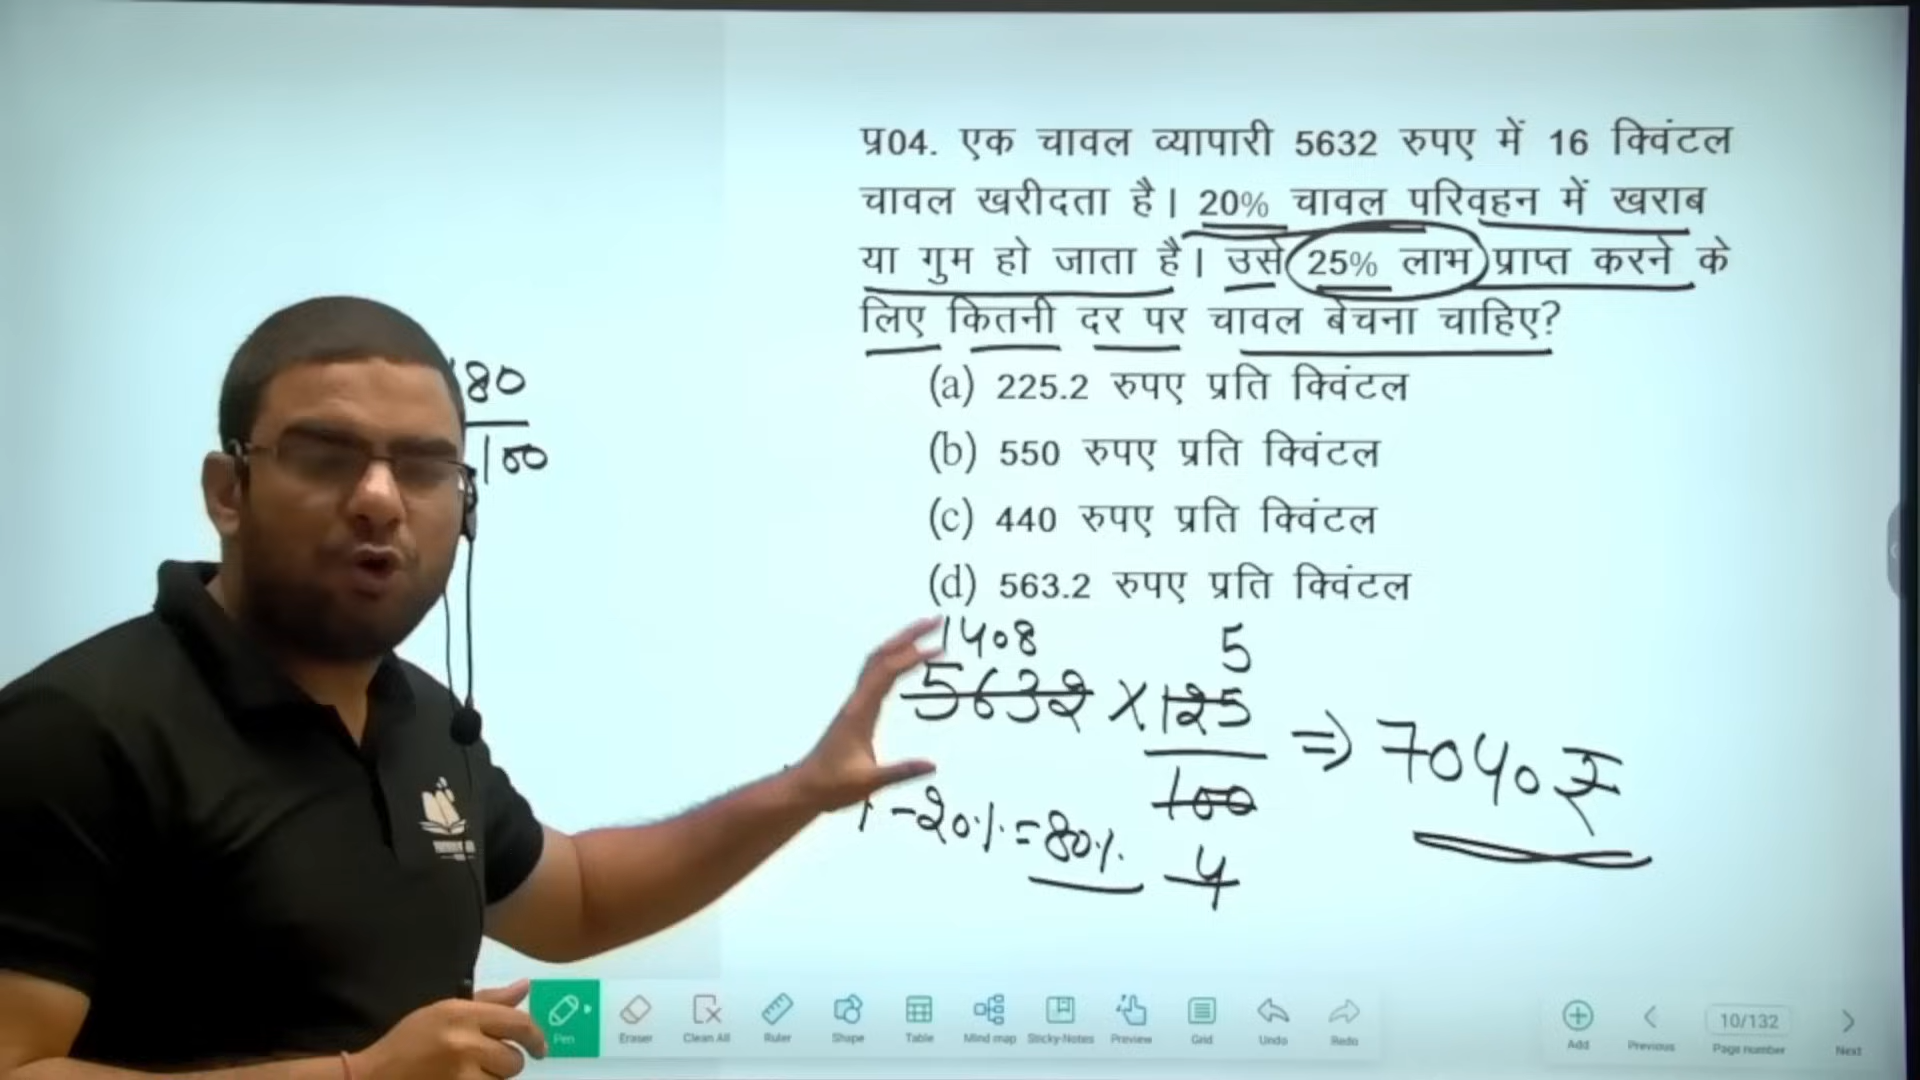 प्र04. एक चावल व्यापारी 5632 रुपए में 16 क्विंटल
चावल खरीदता है। 20% चावल परिवहन में खराब
या गुम हो जाता है। उसे 25% लाभ प्राप्त करने के
लिए कितनी दर पर चावल बेचना चाहिए?
(a) 225.2 रुपए प्रति क्विंटल
(b) 550 रुपए प्रति क्विंटल
(c) 440 रुपए प्रति क्विंटल
(d) 563.2 रुपए प्रति क्विंटल
80
100
1408 5
5632 × 125 ⇒ 7040 ₹
100
-20% = 80% 4
Pen Eraser Clean All Ruler Shape Table Mind map Sticky-Notes Preview Grid Undo Redo
Add Previous 10/132 Page number Next